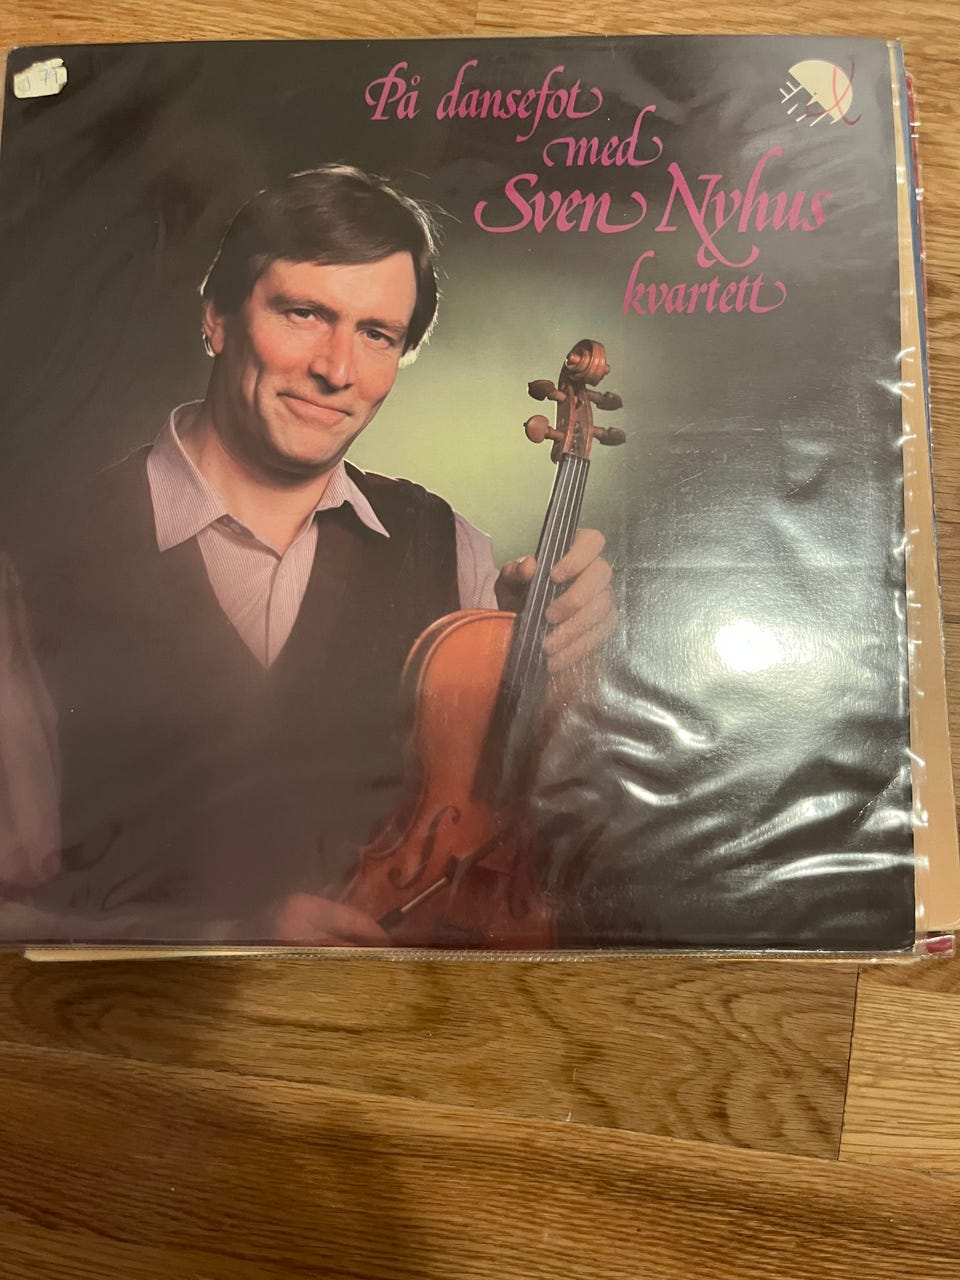 På dansefot
med
Sven Nyhus
kvartett